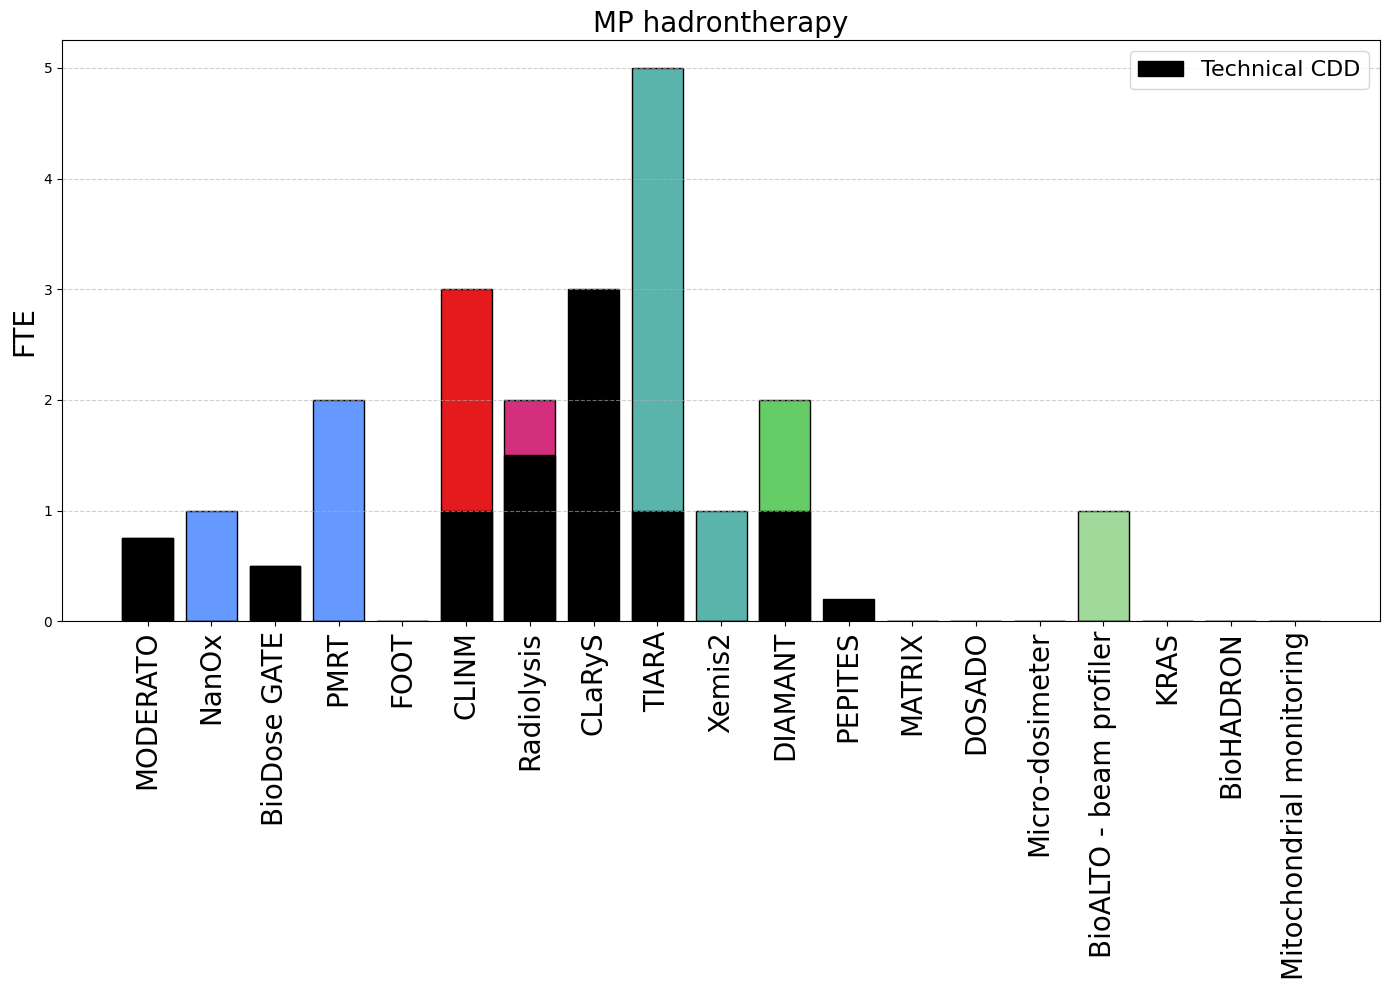 MP hadrontherapy
Technical CDD
FTE
5
4
3
2
1
0
MODERATO
NanOx
BioDose GATE
PMRT
FOOT
CLINM
Radiolysis
CLaRyS
TIARA
Xemis2
DIAMANT
PEPITES
MATRIX
DOSADO
Micro-dosimeter
BioALTO - beam profiler
KRAS
BioHADRON
Mitochondrial monitoring